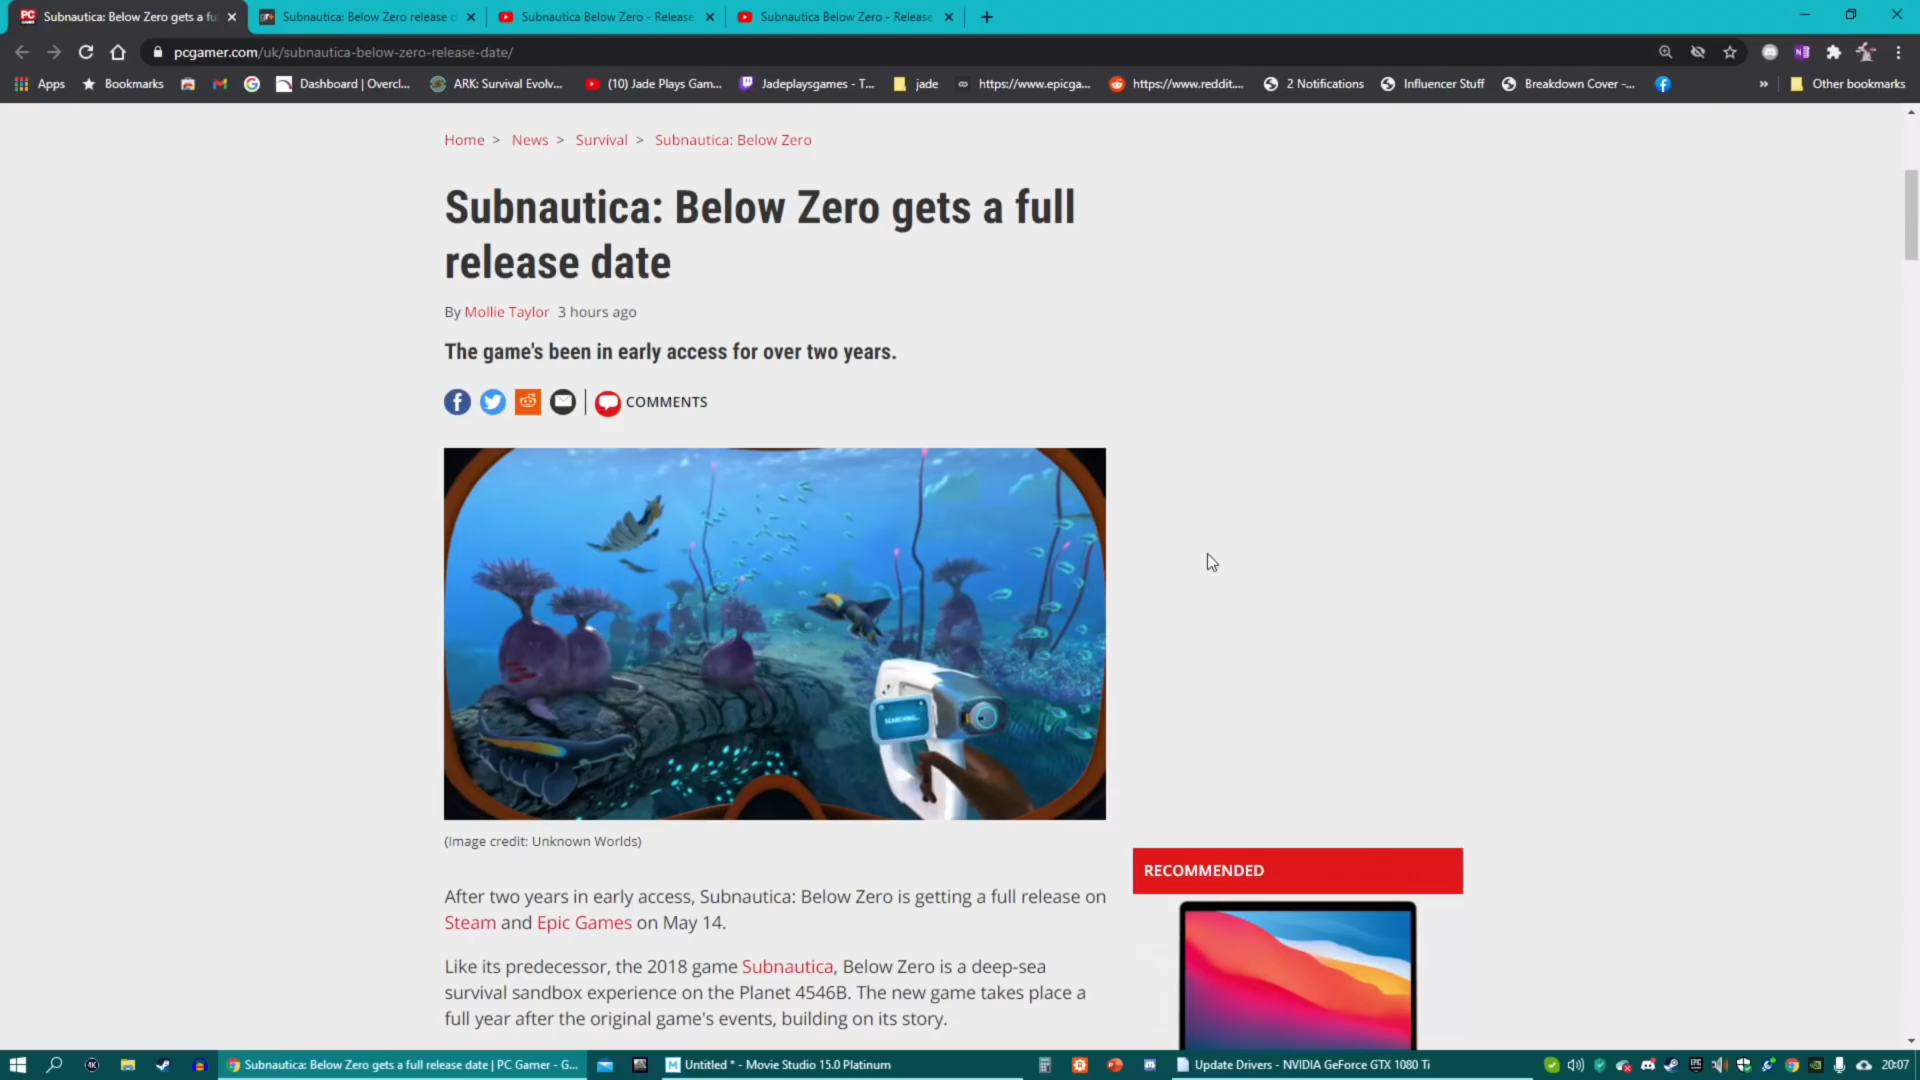 Subnautica: Below Zero gets a fu
Subnautica: Below Zero release d
Subnautica Below Zero - Release
Subnautica Below Zero - Release
pcgamer.com/uk/subnautica-below-zero-release-date/
Apps
Bookmarks
Dashboard | Overcl...
ARK: Survival Evolv...
(10) Jade Plays Gam...
Jadeplaysgames - T...
jade
https://www.epicga...
https://www.reddit....
2 Notifications
Influencer Stuff
Breakdown Cover -...
»
Other bookmarks
Home > News > Survival > Subnautica: Below Zero
Subnautica: Below Zero gets a full
release date
By Mollie Taylor 3 hours ago
The game's been in early access for over two years.
COMMENTS
SEARCHING...
(Image credit: Unknown Worlds)
After two years in early access, Subnautica: Below Zero is getting a full release on
Steam and Epic Games on May 14.
Like its predecessor, the 2018 game Subnautica, Below Zero is a deep-sea
survival sandbox experience on the Planet 4546B. The new game takes place a
full year after the original game's events, building on its story.
RECOMMENDED
Subnautica: Below Zero gets a full release date | PC Gamer - G...
Untitled * - Movie Studio 15.0 Platinum
Update Drivers - NVIDIA GeForce GTX 1080 Ti
20:07